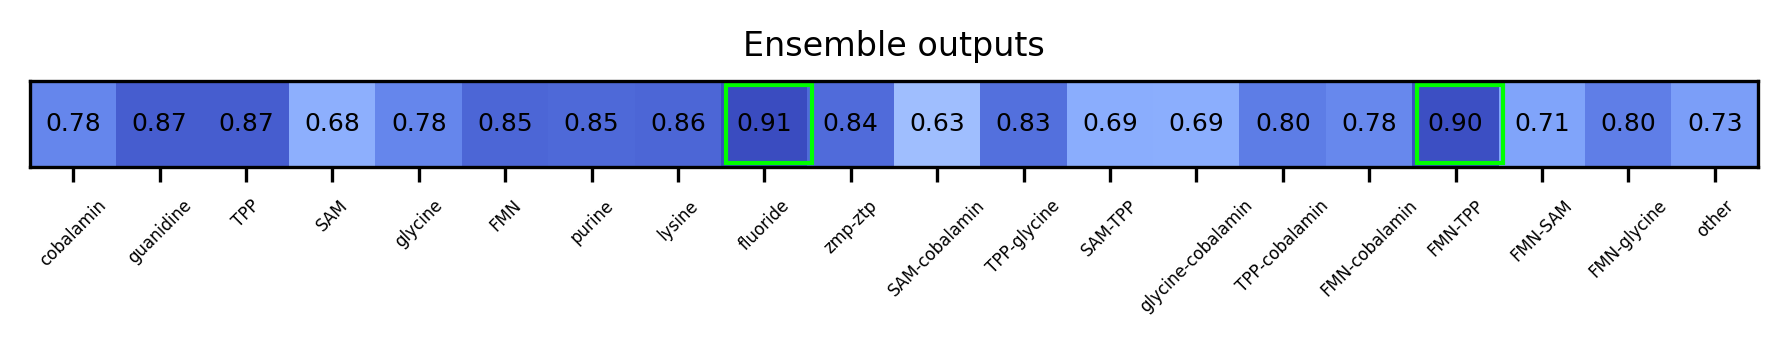 Ensemble outputs
0.78 0.87 0.87 0.68 0.78 0.85 0.85 0.86 0.91 0.84 0.63 0.83 0.69 0.69 0.80 0.78 0.90 0.71 0.80 0.73
cobalamin
guanidine
TPP
SAM
glycine
FMN
purine
lysine
fluoride
zmp-ztp
SAM-cobalamin
TPP-glycine
SAM-TPP
glycine-cobalamin
TPP-cobalamin
FMN-cobalamin
FMN-TPP
FMN-SAM
FMN-glycine
other